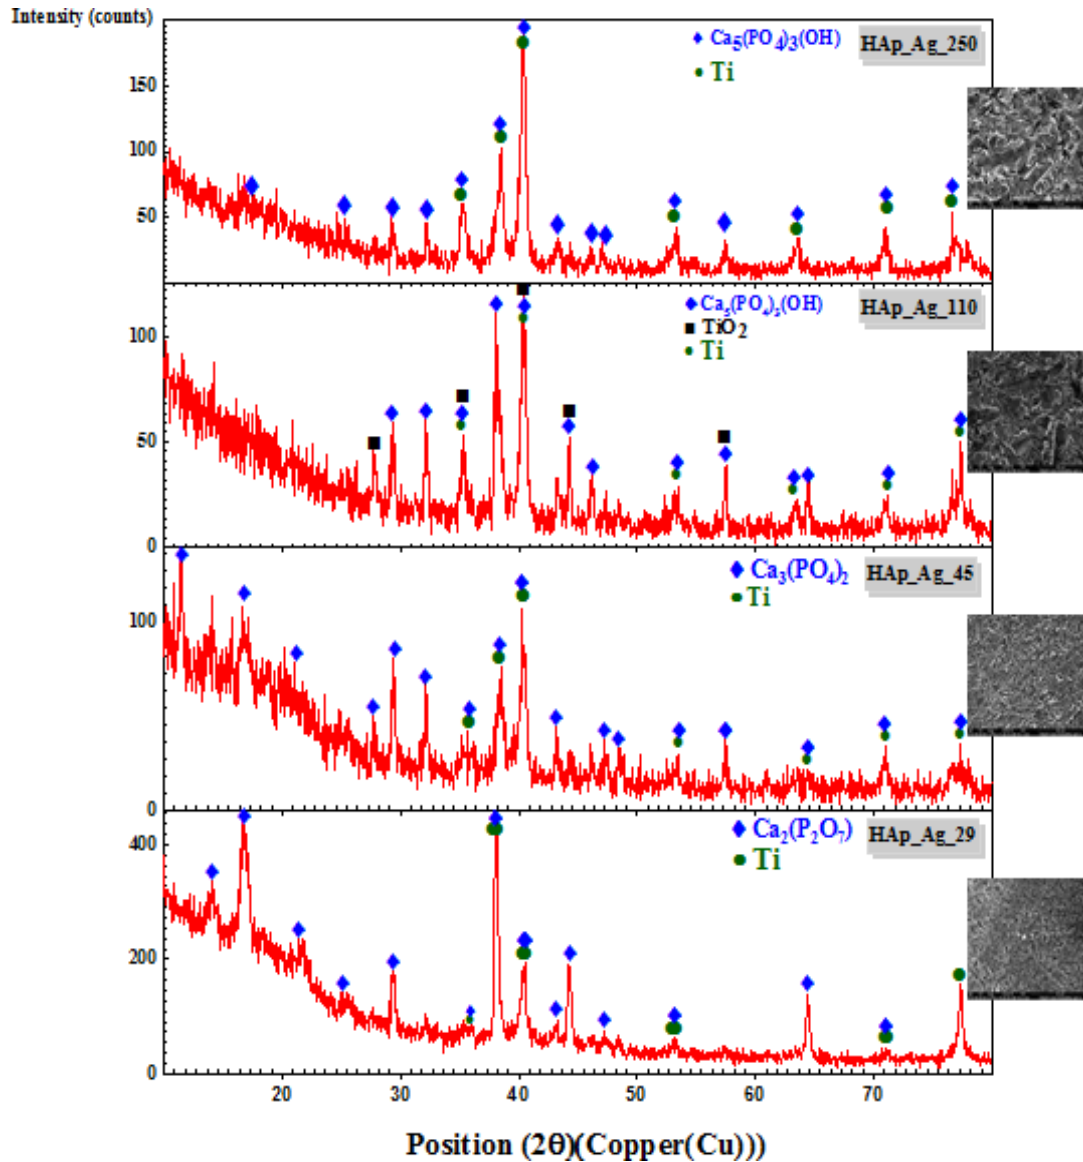 Intensity (counts)
Ca5(PO4)3(OH)
Ti
HAp_Ag_250
150
100
50
Ca5(PO4)3(OH)
TiO2
Ti
HAp_Ag_110
100
50
0
Ca3(PO4)2
Ti
HAp_Ag_45
100
0
Ca2(P2O7)
Ti
HAp_Ag_29
400
200
0
20 30 40 50 60 70
Position (2θ)(Copper(Cu)))